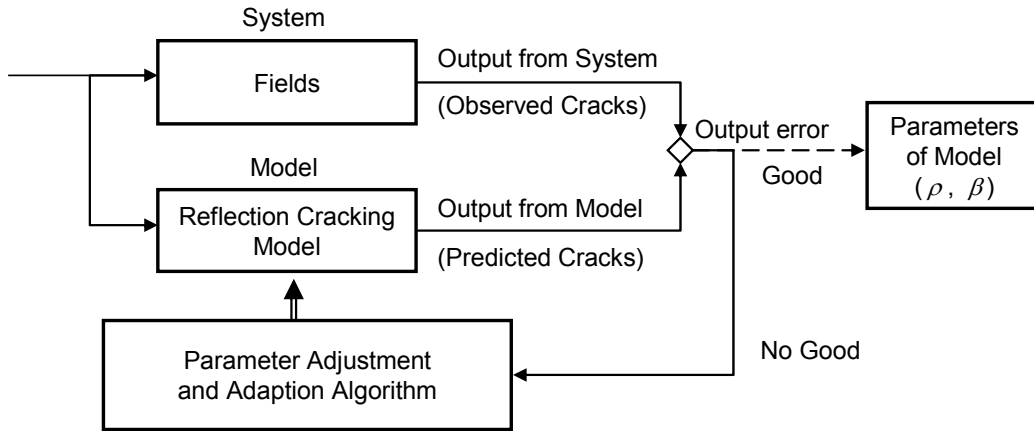 System
Fields
Output from System
(Observed Cracks)
Output error
Good
Parameters
of Model
(ρ, β)
Model
Reflection Cracking
Model
Output from Model
(Predicted Cracks)
No Good
Parameter Adjustment
and Adaption Algorithm